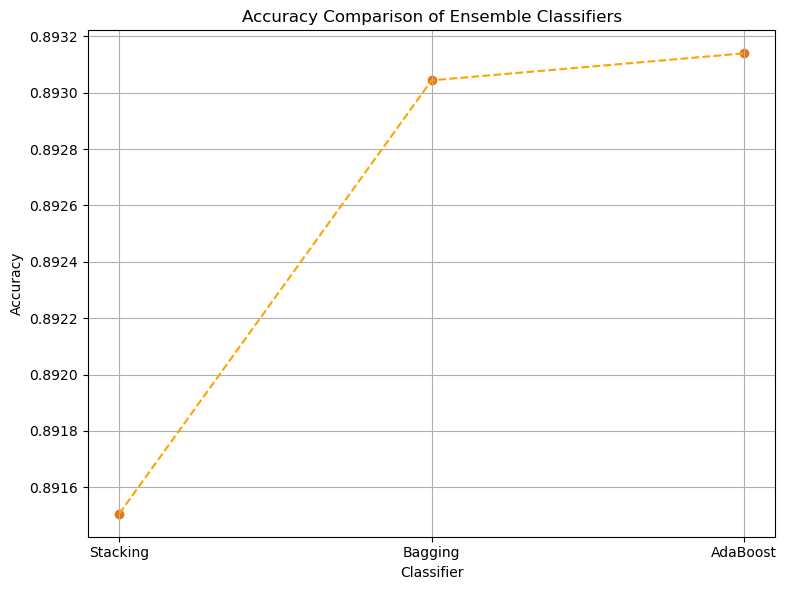 Accuracy Comparison of Ensemble Classifiers
0.8932
0.8930
0.8928
0.8926
0.8924
0.8922
0.8920
0.8918
0.8916
Accuracy
Stacking Bagging AdaBoost
Classifier